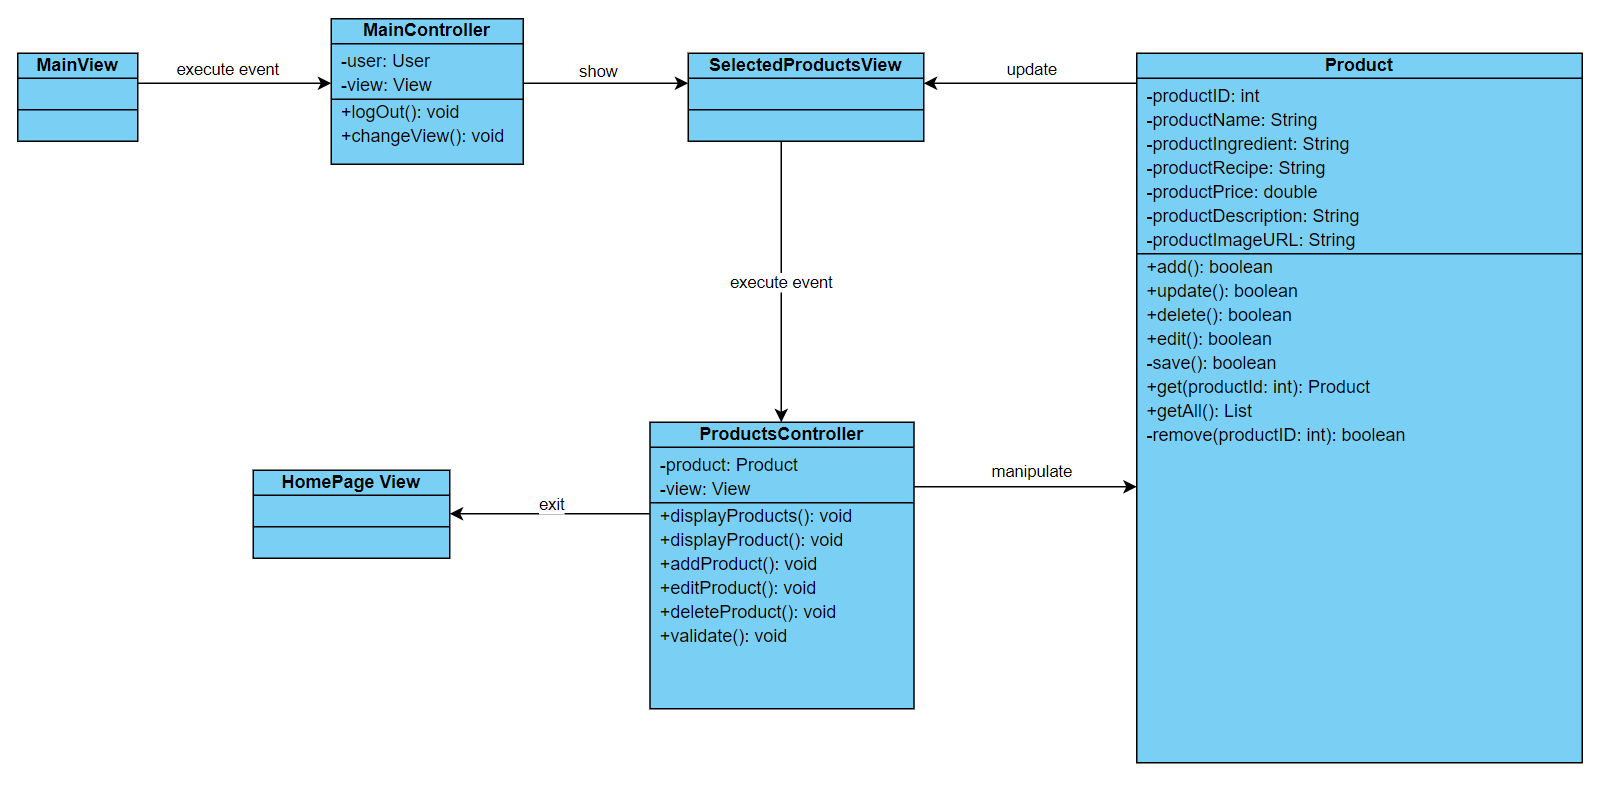 MainView
execute event
MainController
-user: User
-view: View
+logOut(): void
+changeView(): void
show
SelectedProductsView
update
Product
-productID: int
-productName: String
-productIngredient: String
-productRecipe: String
-productPrice: double
-productDescription: String
-productImageURL: String
+add(): boolean
+update(): boolean
+delete(): boolean
+edit(): boolean
-save(): boolean
+get(productId: int): Product
+getAll(): List
-remove(productID: int): boolean
execute event
ProductsController
-product: Product
-view: View
+displayProducts(): void
+displayProduct(): void
+addProduct(): void
+editProduct(): void
+deleteProduct(): void
+validate(): void
manipulate
exit
HomePage View